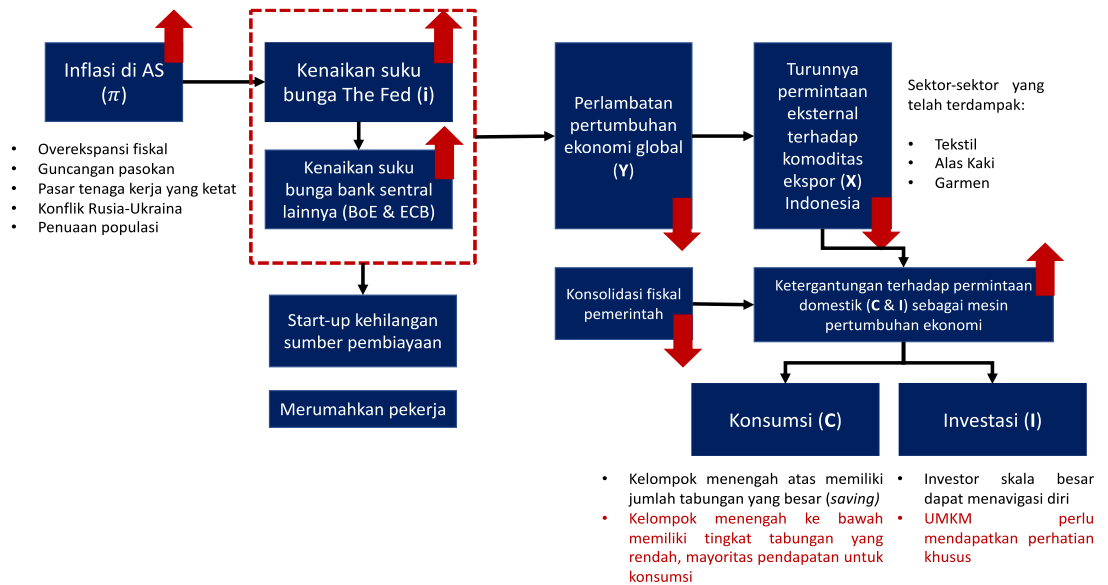 Inflasi di AS
(π)
• Overekspansi fiskal
• Guncangan pasokan
• Pasar tenaga kerja yang ketat
• Konflik Rusia-Ukraina
• Penuaan populasi
Kenaikan suku
bunga The Fed (i)
Kenaikan suku
bunga bank sentral
lainnya (BoE & ECB)
Start-up kehilangan
sumber pembiayaan
Merumahkan pekerja
Perlambatan
pertumbuhan
ekonomi global
(Y)
Turunnya
permintaan
eksternal
terhadap
komoditas
ekspor (X)
Indonesia
Sektor-sektor yang
telah terdampak:
• Tekstil
• Alas Kaki
• Garmen
Konsolidasi fiskal
pemerintah
Ketergantungan terhadap permintaan
domestik (C & I) sebagai mesin
pertumbuhan ekonomi
Konsumsi (C)
• Kelompok menengah atas memiliki
jumlah tabungan yang besar (saving)
• Kelompok menengah ke bawah
memiliki tingkat tabungan yang
rendah, mayoritas pendapatan untuk
konsumsi
Investasi (I)
• Investor skala besar
dapat menavigasi diri
• UMKM perlu
mendapatkan perhatian
khusus